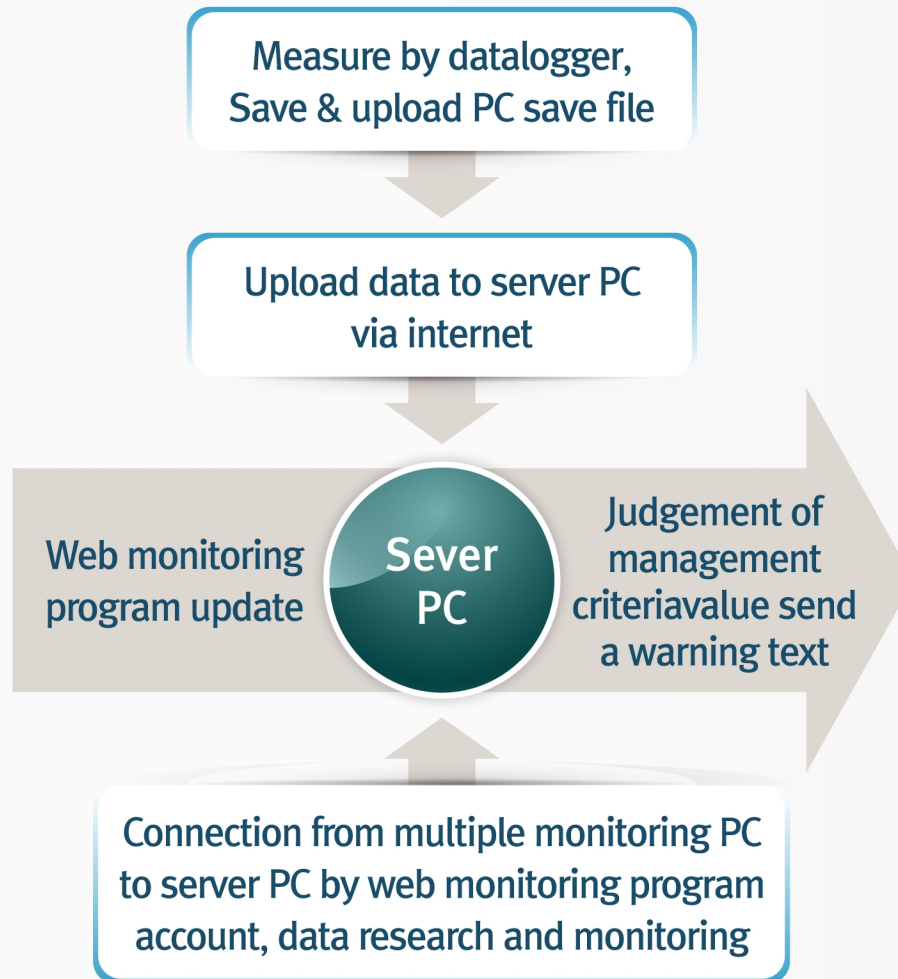 Measure by datalogger,
Save & upload PC save file
Upload data to server PC
via internet
Web monitoring
program update
Sever
PC
Judgement of
management
criteriavalue send
a warning text
Connection from multiple monitoring PC
to server PC by web monitoring program
account, data research and monitoring